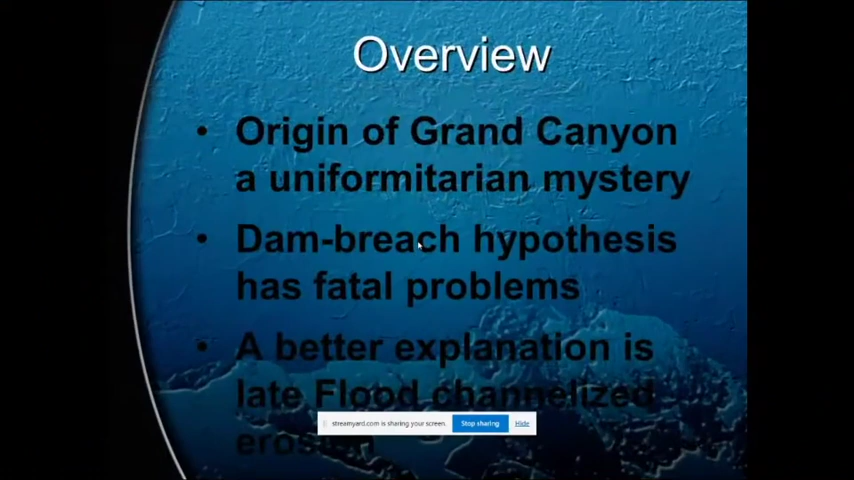 Overview
• Origin of Grand Canyon
a uniformitarian mystery
• Dam-breach hypothesis
has fatal problems
• A better explanation is
late Flood channelized
erosion
streamyard.com is sharing your screen.
Stop sharing
Hide